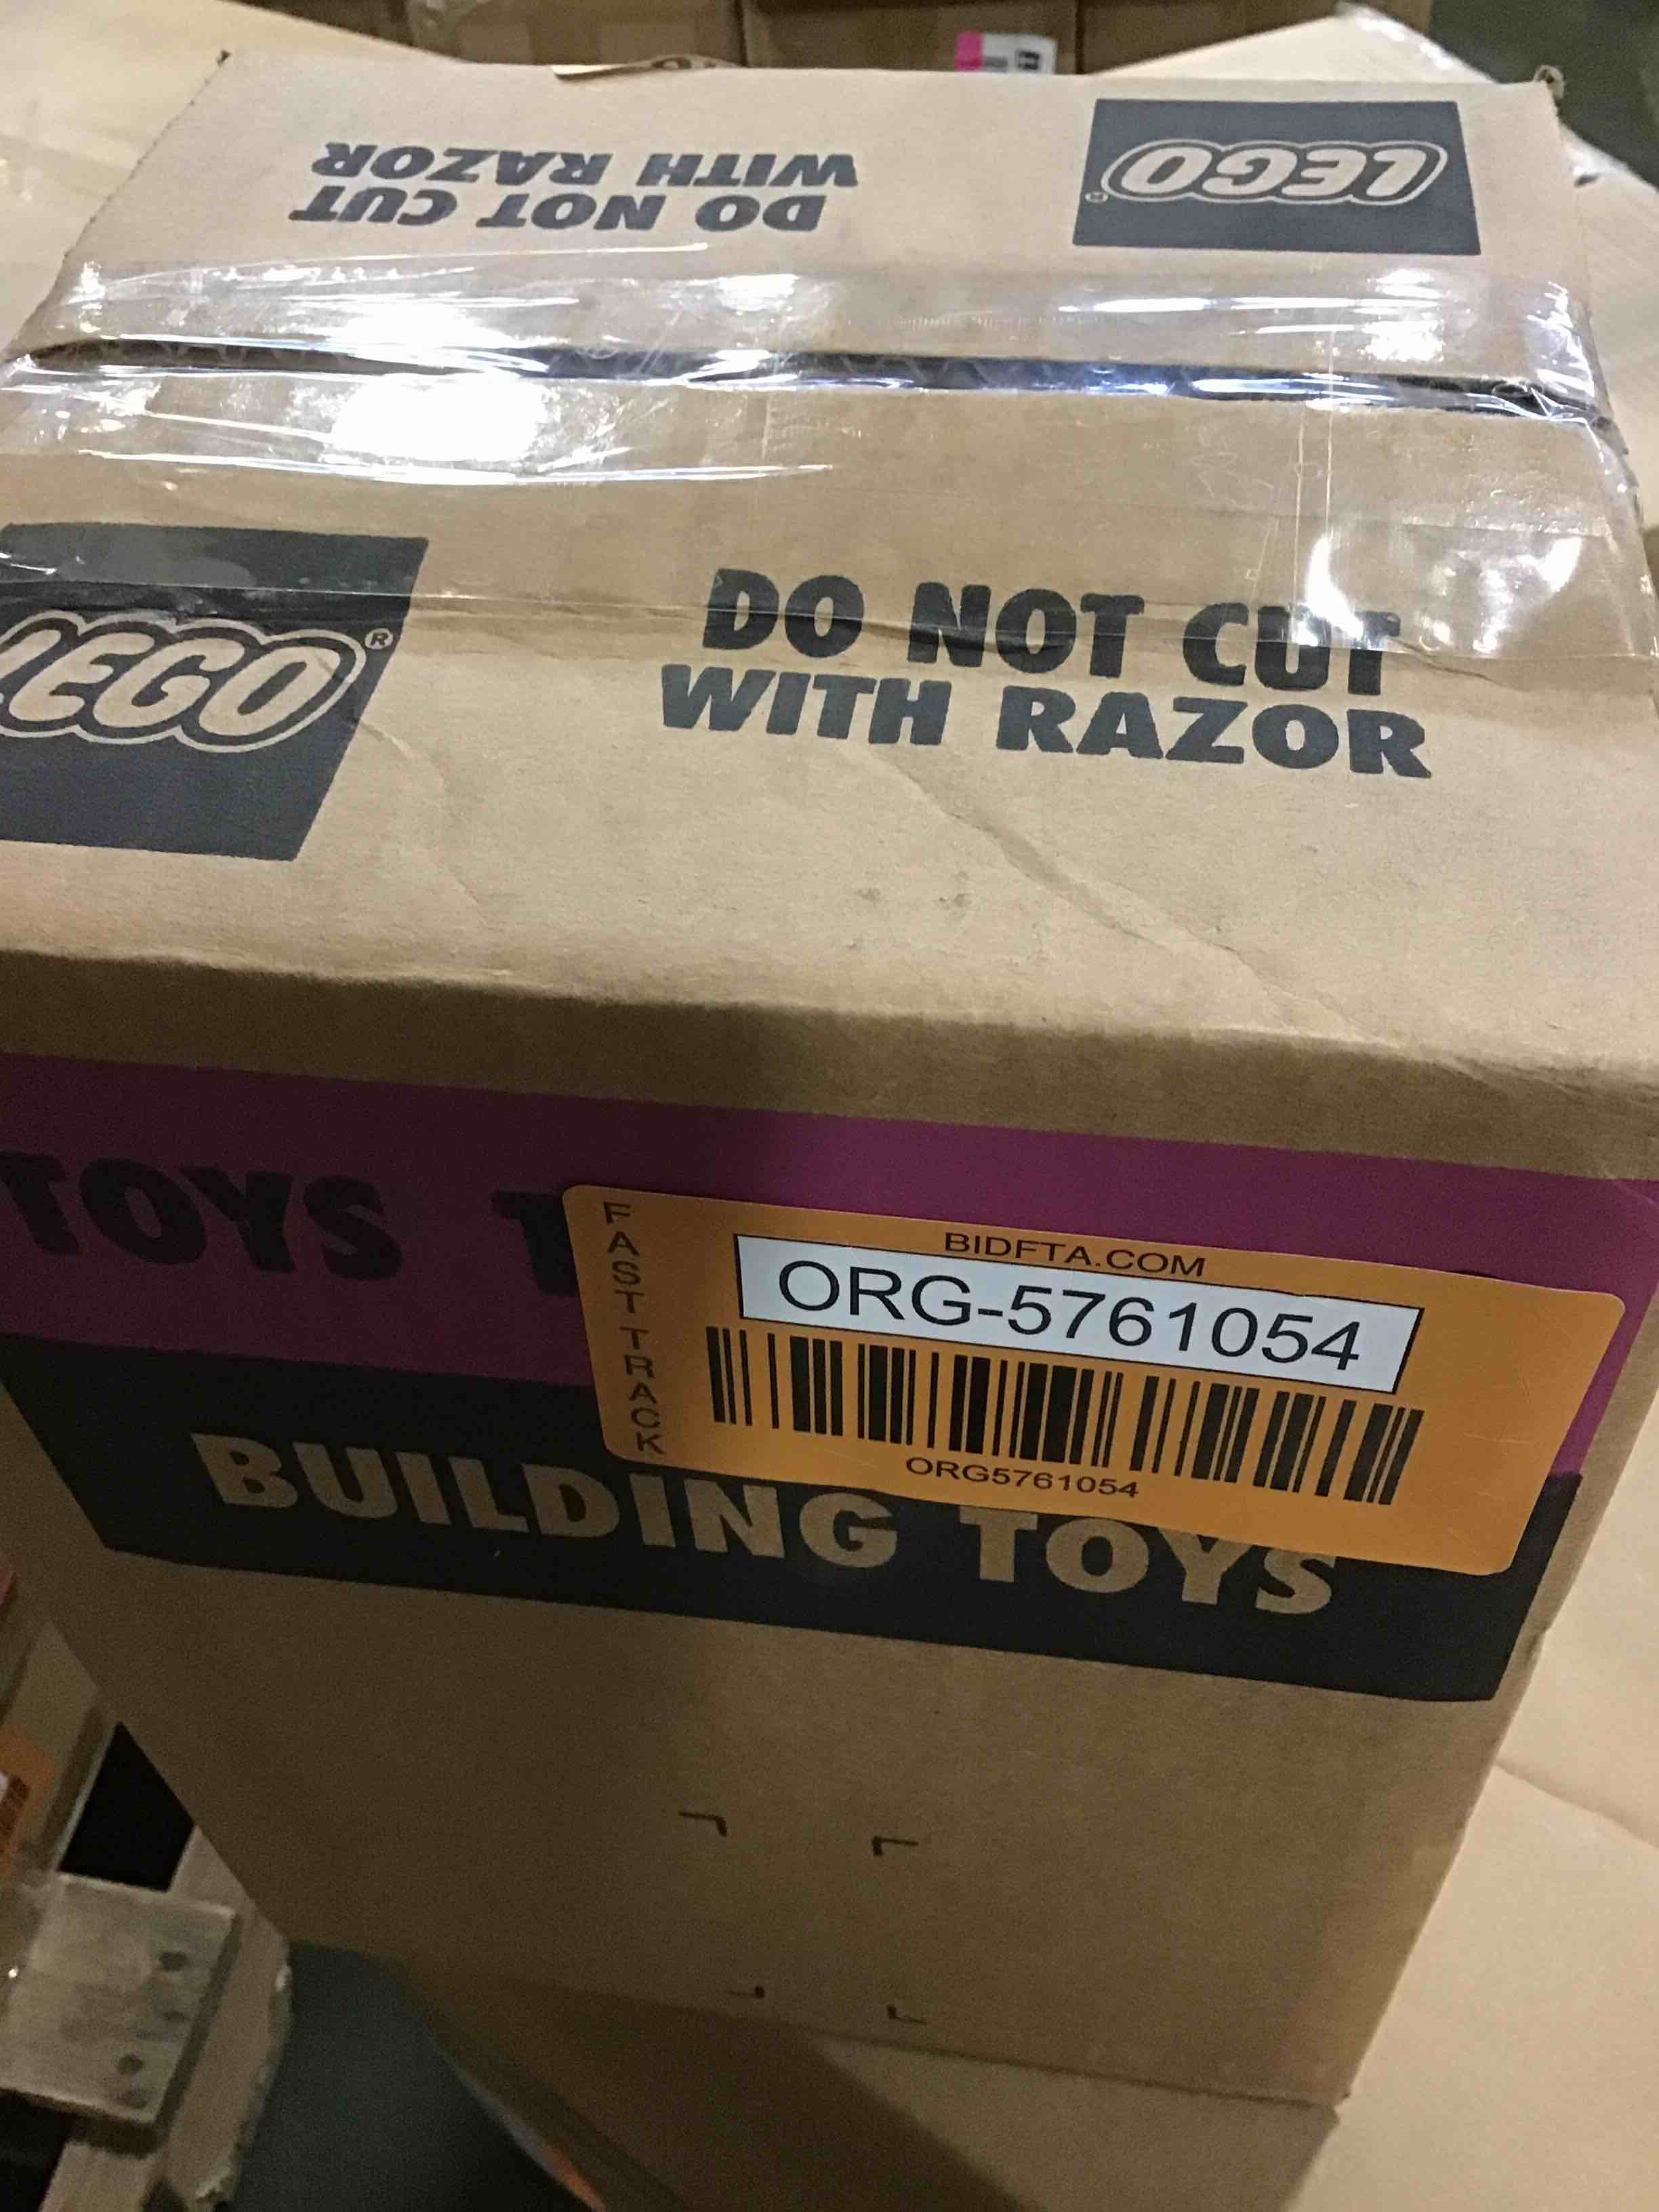 DO NOT CUT
WITH RAZOR
LEGO®
LEGO®
DO NOT CUT
WITH RAZOR
TOYS
FAST TRACK
BIDFTA.COM
ORG-5761054
ORG5761054
BUILDING TOYS